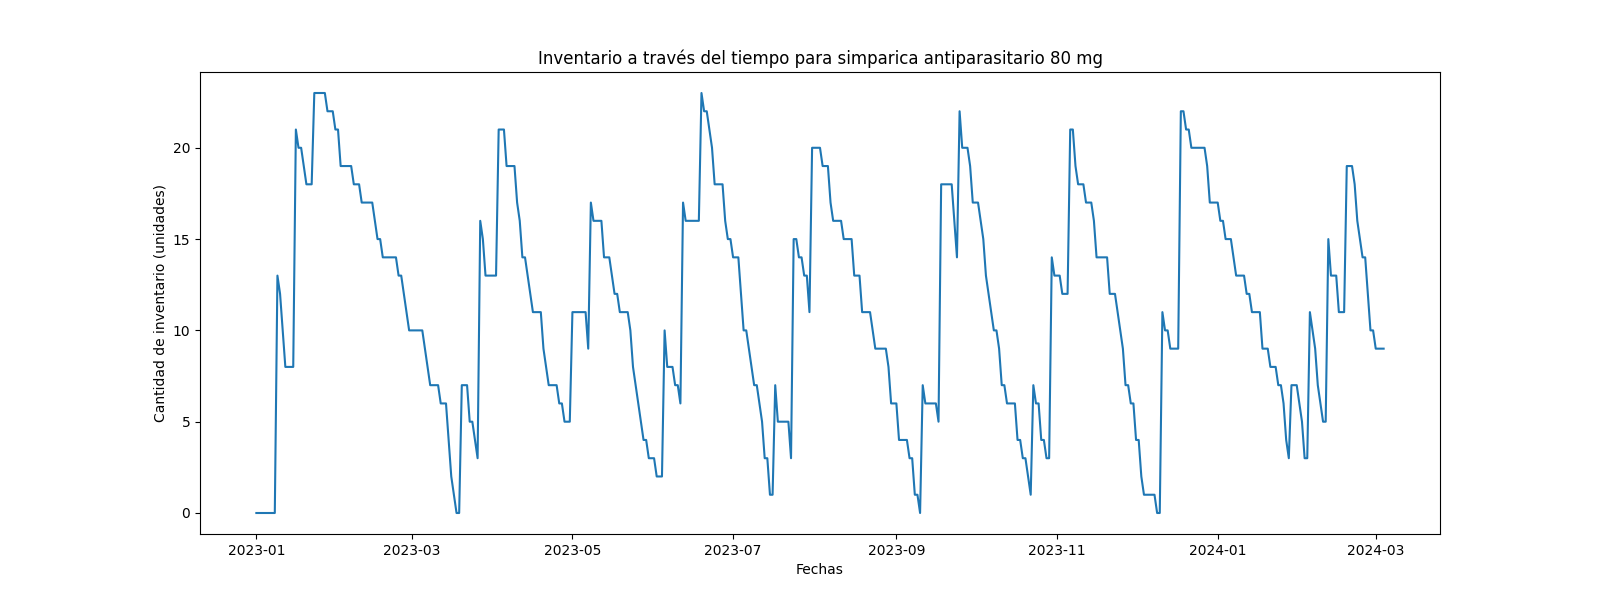 Inventario a través del tiempo para simparica antiparasitario 80 mg
Cantidad de inventario (unidades)
20
15
10
5
0
2023-01 2023-03 2023-05 2023-07 2023-09 2023-11 2024-01 2024-03
Fechas